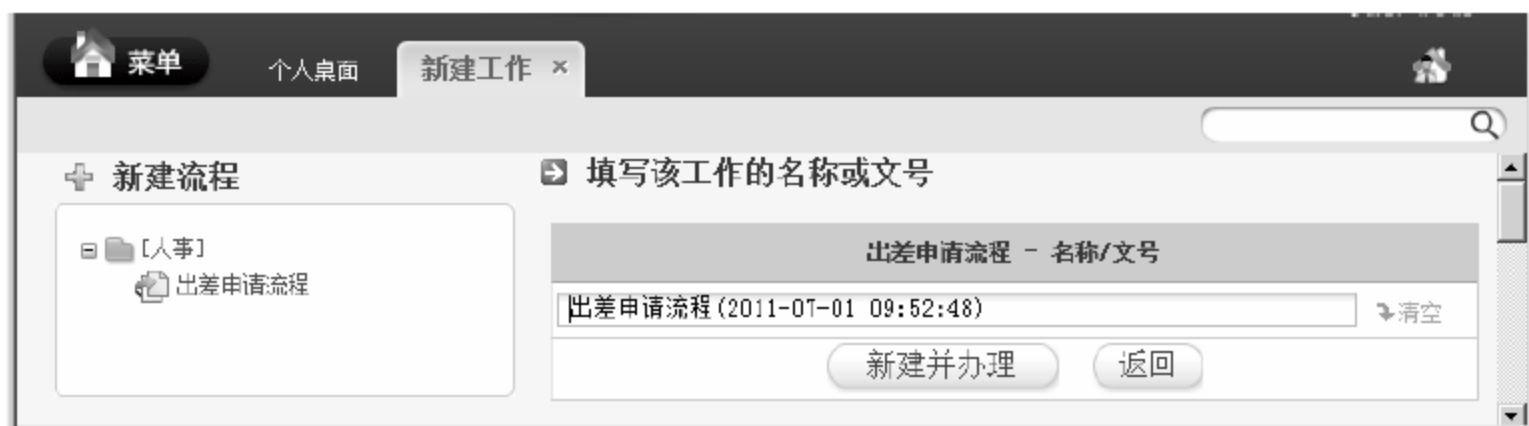 菜单
个人桌面
新建工作 ×
新建流程
[人事]
出差申请流程
填写该工作的名称或文号
出差申请流程 - 名称/文号
出差申请流程(2011-07-01 09:52:48)
清空
新建并办理
返回